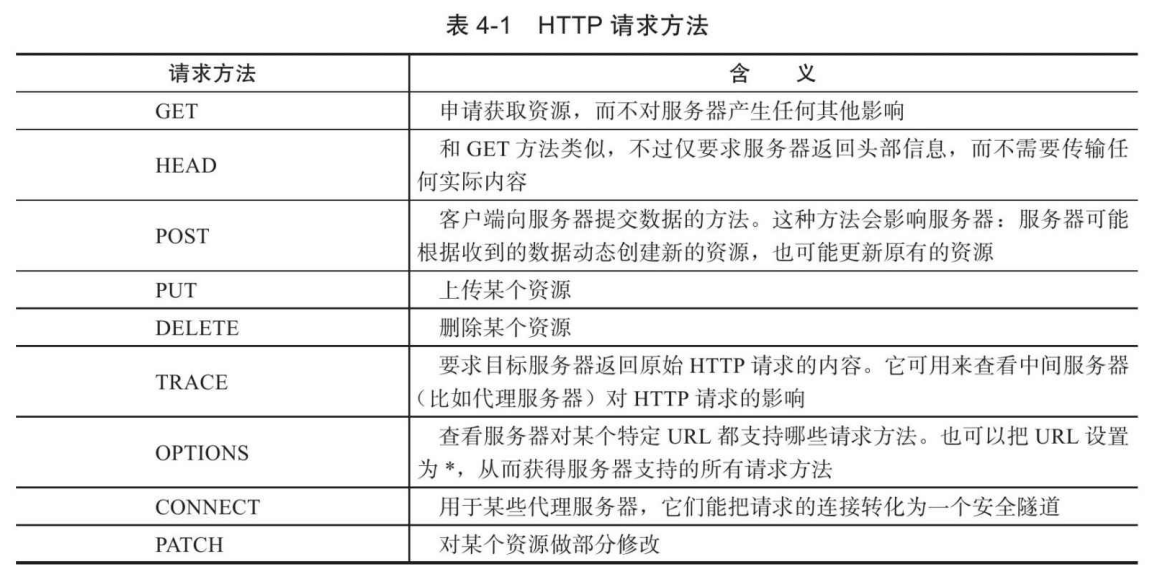 表 4-1 HTTP 请求方法
请求方法 含 义
GET 申请获取资源，而不对服务器产生任何其他影响
HEAD 和 GET 方法类似，不过仅要求服务器返回头部信息，而不需要传输任
何实际内容
POST 客户端向服务器提交数据的方法。这种方法会影响服务器：服务器可能
根据收到的数据动态创建新的资源，也可能更新原有的资源
PUT 上传某个资源
DELETE 删除某个资源
TRACE 要求目标服务器返回原始 HTTP 请求的内容。它可用来查看中间服务器
（比如代理服务器）对 HTTP 请求的影响
OPTIONS 查看服务器对某个特定 URL 都支持哪些请求方法。也可以把 URL 设置
为 *，从而获得服务器支持的所有请求方法
CONNECT 用于某些代理服务器，它们能把请求的连接转化为一个安全隧道
PATCH 对某个资源做部分修改